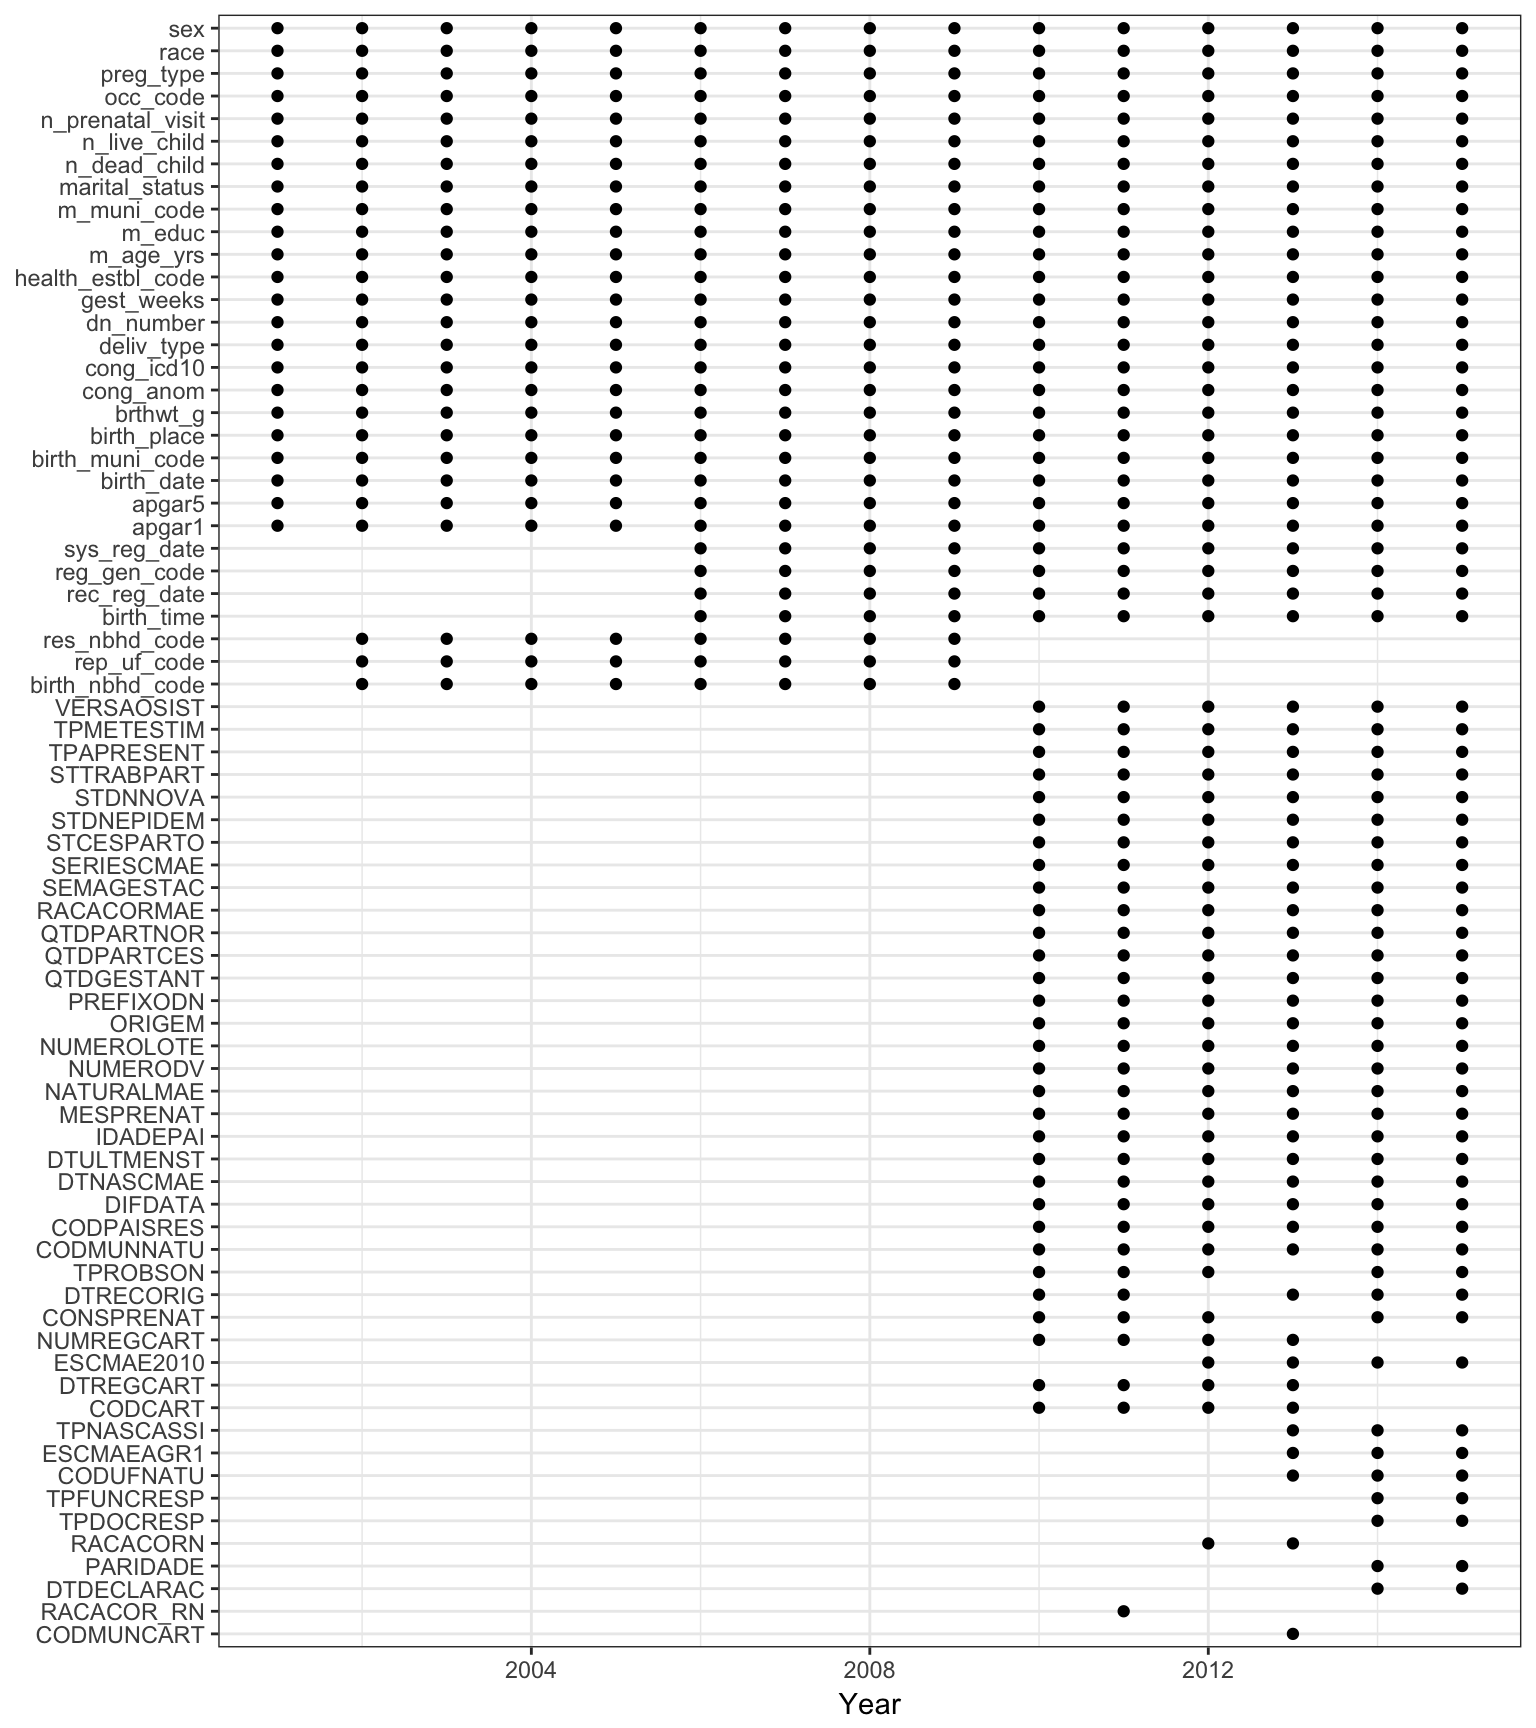 sex
race
preg_type
occ_code
n_prenatal_visit
n_live_child
n_dead_child
marital_status
m_muni_code
m_educ
m_age_yrs
health_estbl_code
gest_weeks
dn_number
deliv_type
cong_icd10
cong_anom
brthwt_g
birth_place
birth_muni_code
birth_date
apgar5
apgar1
sys_reg_date
reg_gen_code
rec_reg_date
birth_time
res_nbhd_code
rep_uf_code
birth_nbhd_code
VERSAOSIST
TPMETESTIM
TPAPRESENT
STTRABPART
STDNNOVA
STDNEPIDEM
STCESPARTO
SERIESCMAE
SEMAGESTAC
RACACORMAE
QTDPARTNOR
QTDPARTCES
QTDGESTANT
PREFIXODN
ORIGEM
NUMEROLOTE
NUMERODV
NATURALMAE
MESPRENAT
IDADEPAI
DTULTMENST
DTNASCMAE
DIFDATA
CODPAISRES
CODMUNNATU
TPROBSON
DTRECORIG
CONSPRENAT
NUMREGCART
ESCMAE2010
DTREGCART
CODCART
TPNASCASSI
ESCMAEAGR1
CODUFNATU
TPFUNCRESP
TPDOCRESP
RACACORN
PARIDADE
DTDECLARAC
RACACOR_RN
CODMUNCART
2004 2008 2012
Year